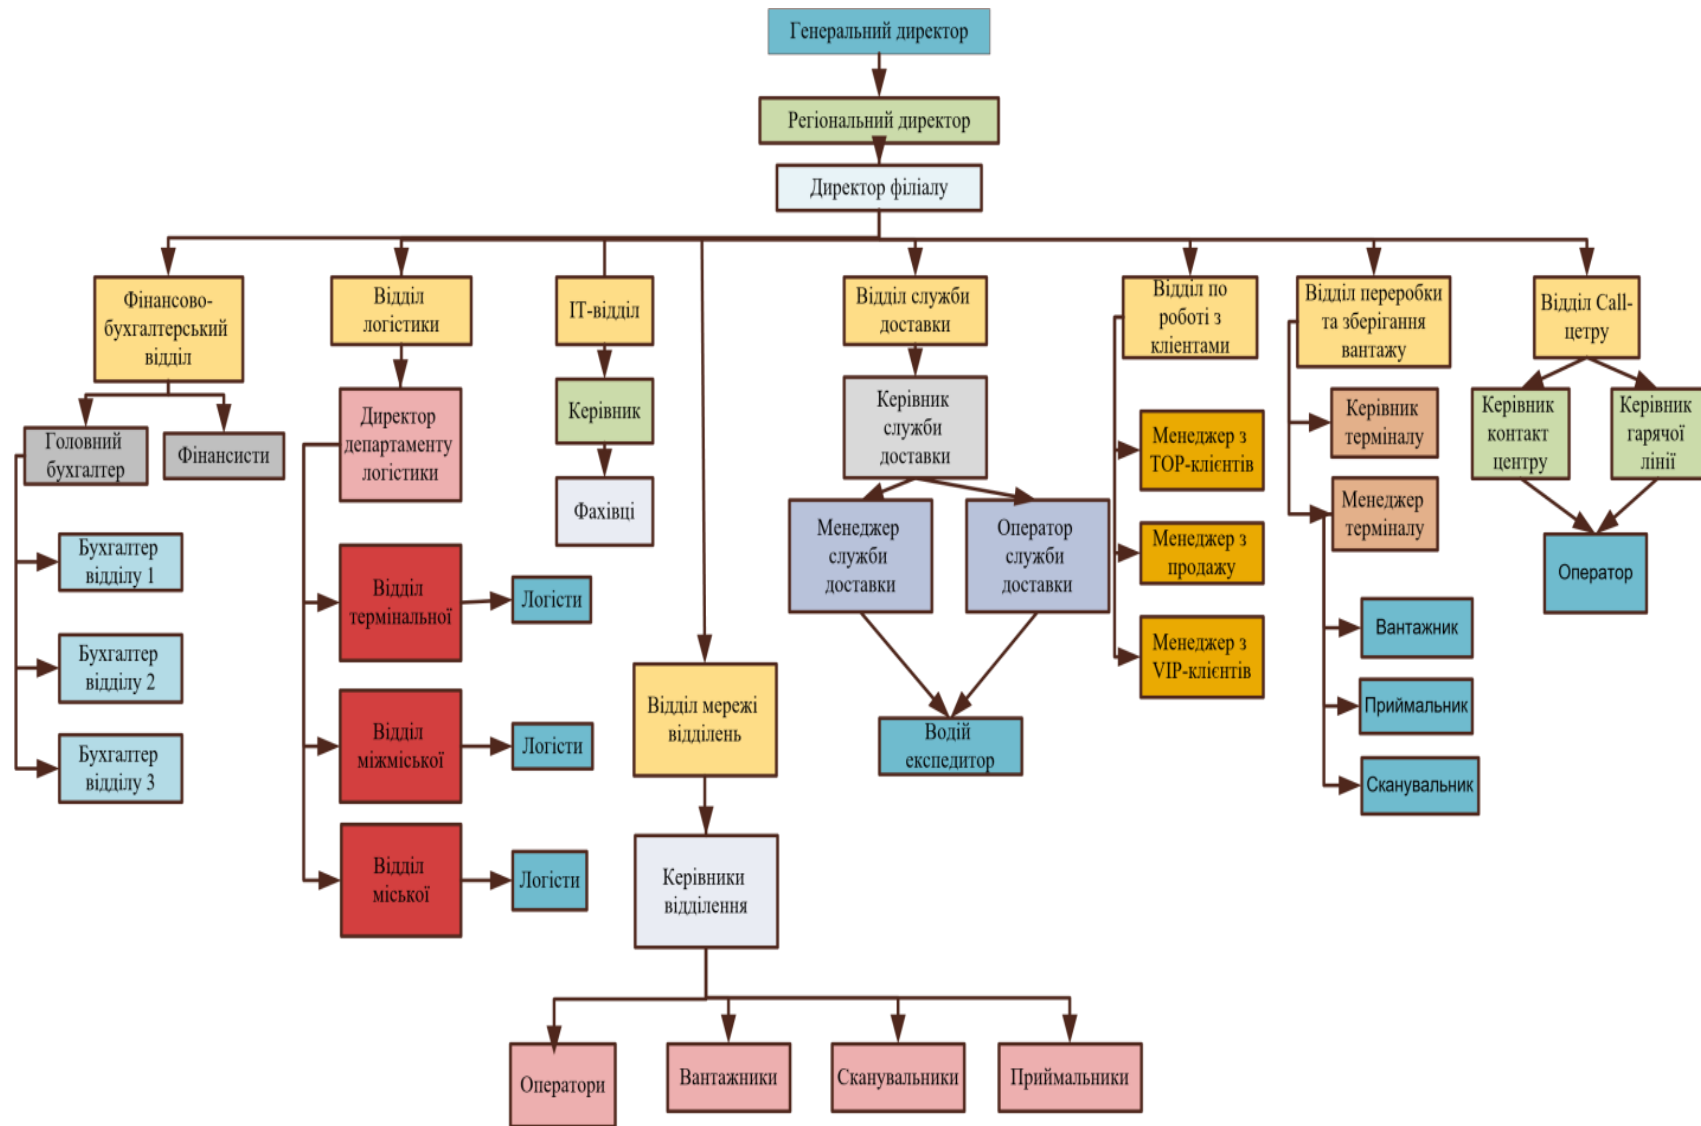 Генеральний директор
Регіональний директор
Директор філіалу
Фінансово-
бухгалтерський
відділ
Відділ
логістики
ІТ-відділ
Відділ служби
доставки
Відділ по
роботі з
кліентами
Відділ переробки
та зберігання
вантажу
Відділ Call-
цетру
Головний
бухгалтер
Фінансисти
Директор
департаменту
логістики
Керівник
Фахівці
Керівник
служби
доставки
Менеджер з
ТОР-клієнтів
Керівник
терміналу
Керівник
контакт
центру
Керівник
гарячої
лінії
Менеджер
терміналу
Бухгалтер
відділу 1
Бухгалтер
відділу 2
Бухгалтер
відділу 3
Відділ
термінальної
Логісти
Відділ
міжміської
Логісти
Відділ
міської
Логісти
Менеджер
служби
доставки
Оператор
служби
доставки
Менеджер з
продажу
Менеджер з
VIP-клієнтів
Оператор
Вантажник
Приймальник
Сканувальник
Відділ мережі
відділень
Водій
експедитор
Керівники
відділення
Оператори
Вантажники
Сканувальники
Приймальники